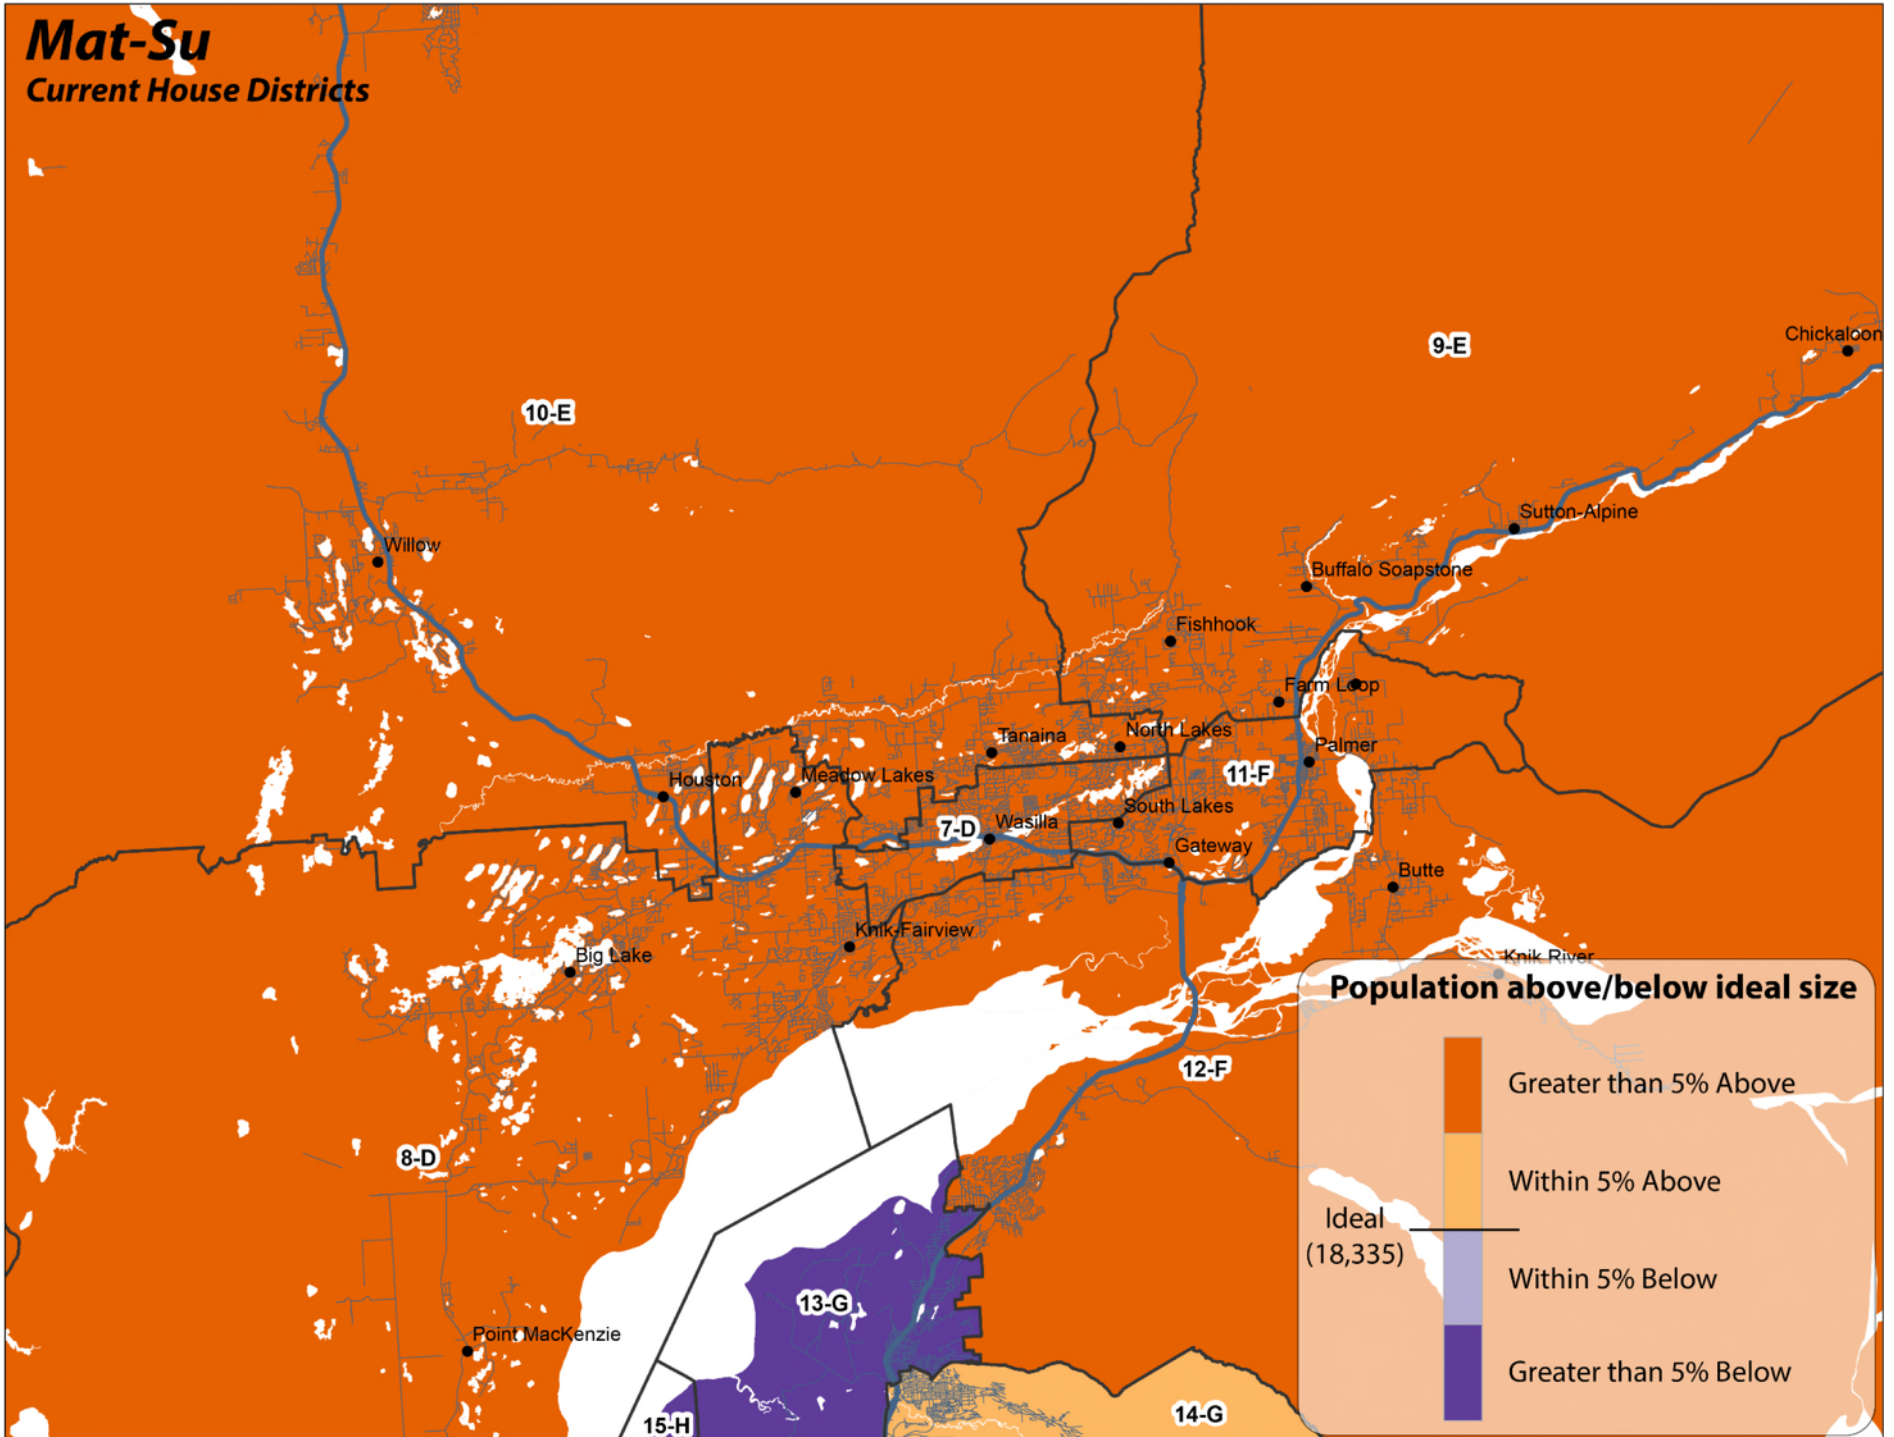 Mat-Su
Current House Districts
Chickaloon
9-E
10-E
Sutton-Alpine
Willow
Buffalo Soapstone
Fishhook
Farm Loop
North Lakes
Tanaina
Palmer
11-F
Houston
Meadow Lakes
South Lakes
7-D
Wasilla
Gateway
Butte
Knik-Fairview
Big Lake
Knik River
Population above/below ideal size
12-F
Greater than 5% Above
8-D
Within 5% Above
Ideal
(18,335)
Within 5% Below
13-G
Point MacKenzie
Greater than 5% Below
14-G
15-H